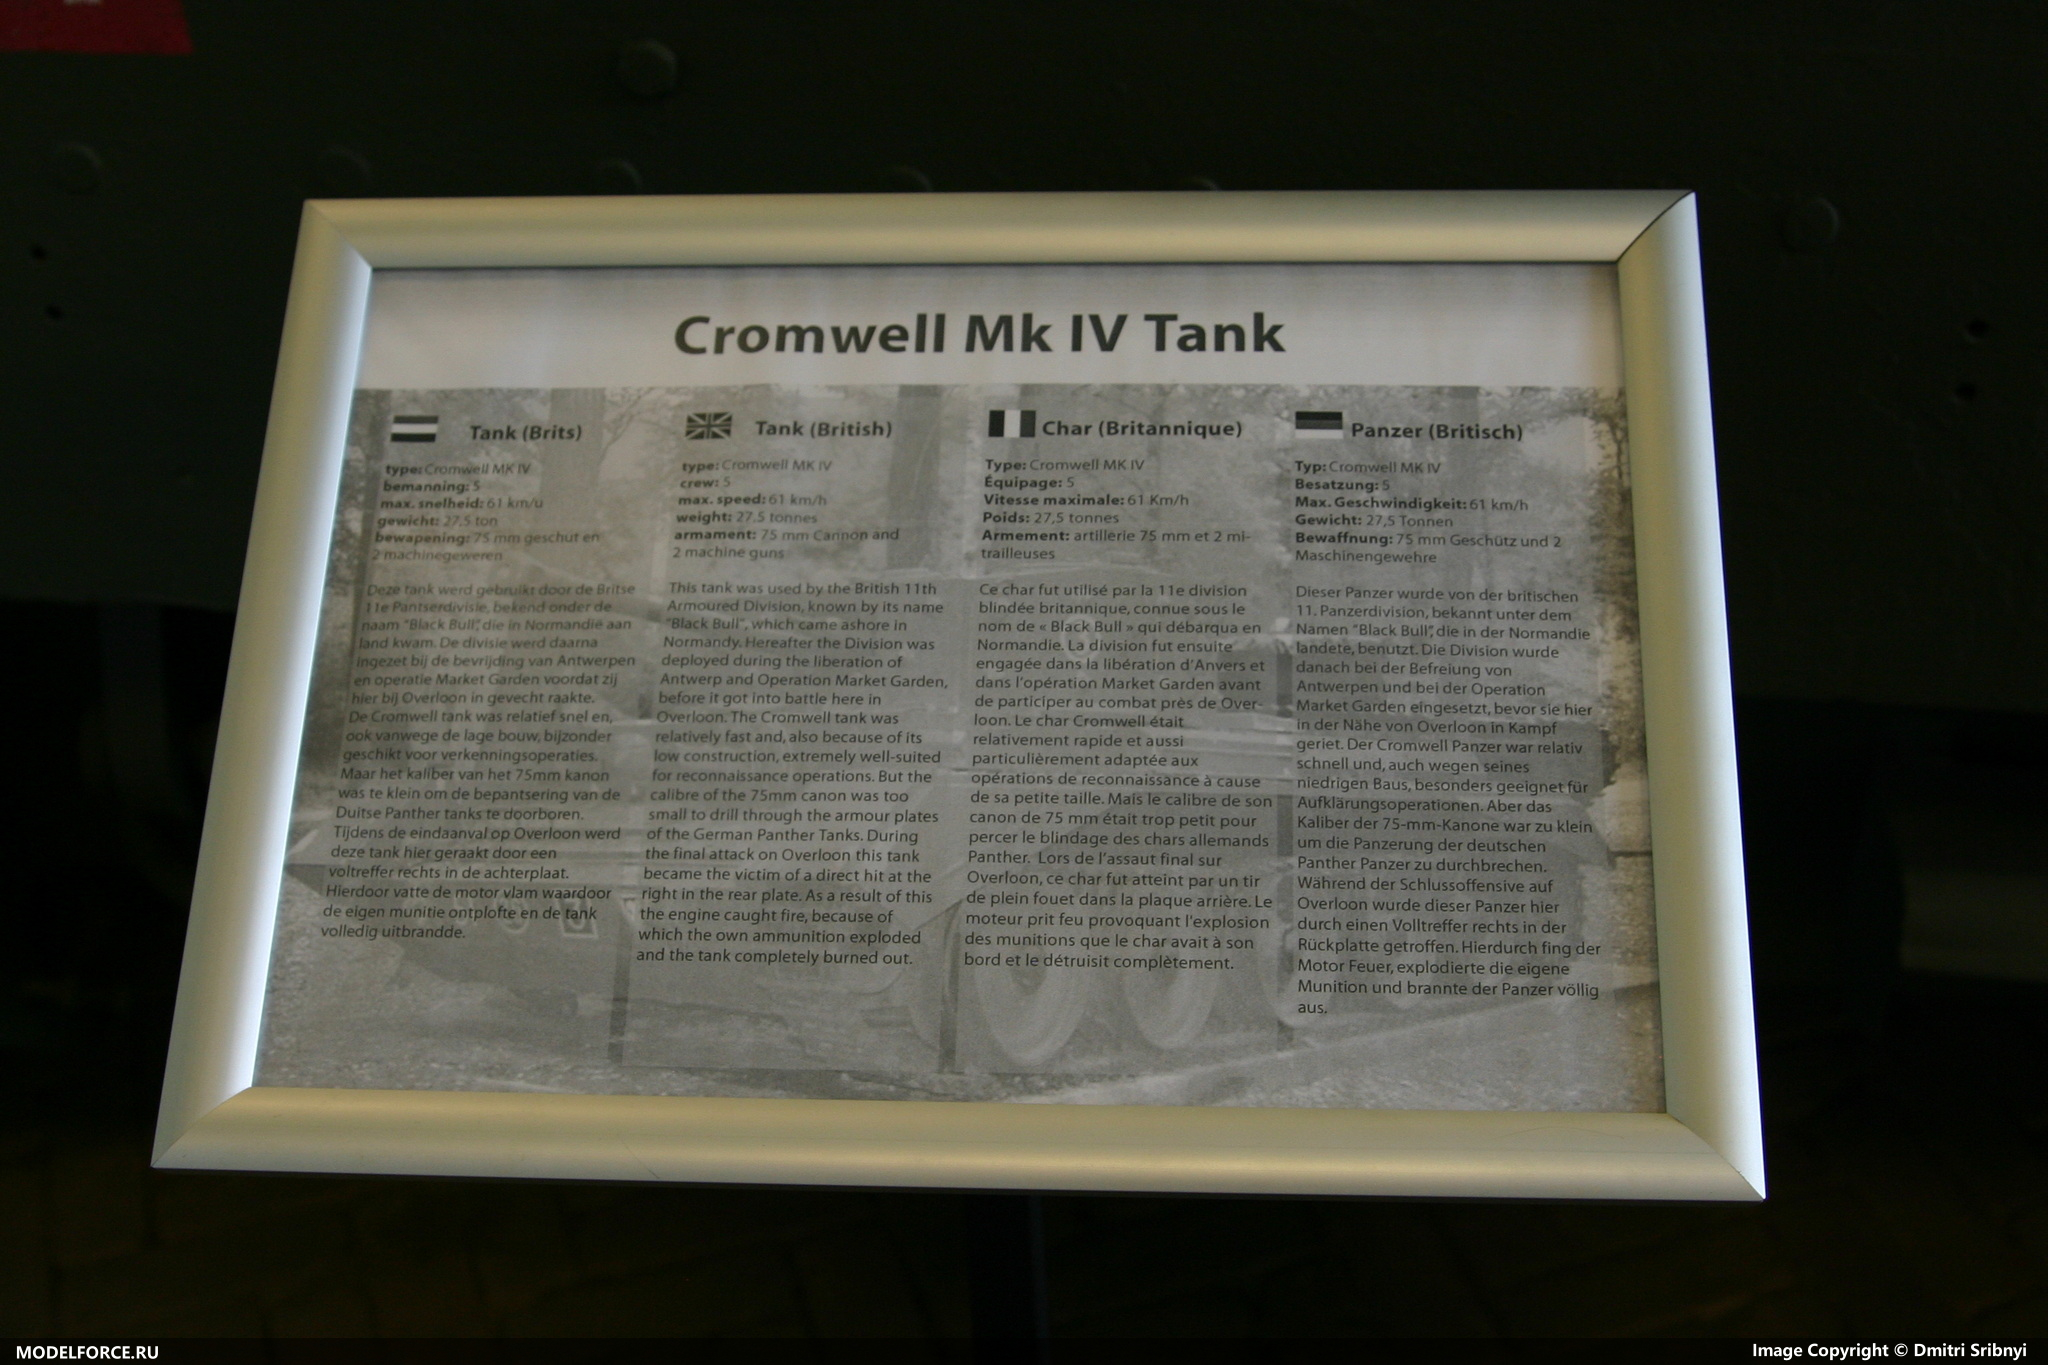 Cromwell Mk IV Tank
Tank (Brits)
type: Cromwell MK IV
bemanning: 5
max. snelheid: 61 km/u
gewicht: 27.5 ton
bewapening: 75 mm geschut en
2 machinegeweren
Deze tank werd gebruikt door de Britse
11e Pantserdivisie, bekend onder de
naam "Black Bull", die in Normandië aan
land kwam. De divisie werd daarna
ingezet bij de bevrijding van Antwerpen
en operatie Market Garden voordat zij
hier bij Overloon in gevecht raakte.
De Cromwell tank was relatief snel en,
ook vanwege de lage bouw, bijzonder
geschikt voor verkenningsoperaties.
Maar het kaliber van het 75mm kanon
was te klein om de bepantsering van de
Duitse Panther tanks te doorboren.
Tijdens de eindaanval op Overloon werd
deze tank hier geraakt door een
voltreffer rechts in de achterplaat.
Hierdoor vatte de motor vlam waardoor
de eigen munitie ontplofte en de tank
volledig uitbrandde.
Tank (British)
type: Cromwell MK IV
crew: 5
max. speed: 61 km/h
weight: 27.5 tonnes
armament: 75 mm Cannon and
2 machine guns
This tank was used by the British 11th
Armoured Division, known by its name
"Black Bull", which came ashore in
Normandy. Hereafter the Division was
deployed during the liberation of
Antwerp and Operation Market Garden,
before it got into battle here in
Overloon. The Cromwell tank was
relatively fast and, also because of its
low construction, extremely well-suited
for reconnaissance operations. But the
calibre of the 75mm canon was too
small to drill through the armour plates
of the German Panther Tanks. During
the final attack on Overloon this tank
became the victim of a direct hit at the
right in the rear plate. As a result of this
the engine caught fire, because of
which the own ammunition exploded
and the tank completely burned out.
Char (Britannique)
Type: Cromwell MK IV
Équipage: 5
Vitesse maximale: 61 Km/h
Poids: 27,5 tonnes
Armement: artillerie 75 mm et 2 mi-
trailleuses
Ce char fut utilisé par la 11e division
blindée britannique, connue sous le
nom de « Black Bull » qui débarqua en
Normandie. La division fut ensuite
engagée dans la libération d'Anvers et
dans l'opération Market Garden avant
de participer au combat près de Over-
loon. Le char Cromwell était
relativement rapide et aussi
particulièrement adaptée aux
opérations de reconnaissance à cause
de sa petite taille. Mais le calibre de son
canon de 75 mm était trop petit pour
percer le blindage des chars allemands
Panther. Lors de l'assaut final sur
Overloon, ce char fut atteint par un tir
de plein fouet dans la plaque arrière. Le
moteur prit feu provoquant l'explosion
des munitions que le char avait à son
bord et le détruisit complètement.
Panzer (Britisch)
Typ: Cromwell MK IV
Besatzung: 5
Max. Geschwindigkeit: 61 km/h
Gewicht: 27,5 Tonnen
Bewaffnung: 75 mm Geschütz und 2
Maschinengewehre
Dieser Panzer wurde von der britischen
11. Panzerdivision, bekannt unter dem
Namen "Black Bull", die in der Normandie
landete, benutzt. Die Division wurde
danach bei der Befreiung von
Antwerpen und bei der Operation
Market Garden eingesetzt, bevor sie hier
in der Nähe von Overloon in Kampf
geriet. Der Cromwell Panzer war relativ
schnell und, auch wegen seines
niedrigen Baus, besonders geeignet für
Aufklärungsoperationen. Aber das
Kaliber der 75-mm-Kanone war zu klein
um die Panzerung der deutschen
Panther Panzer zu durchbrechen.
Während der Schlussoffensive auf
Overloon wurde dieser Panzer hier
durch einen Volltreffer rechts in der
Rückplatte getroffen. Hierdurch fing der
Motor Feuer, explodierte die eigene
Munition und brannte der Panzer völlig
aus.
MODELFORCE.RU
Image Copyright © Dmitri Sribnyi